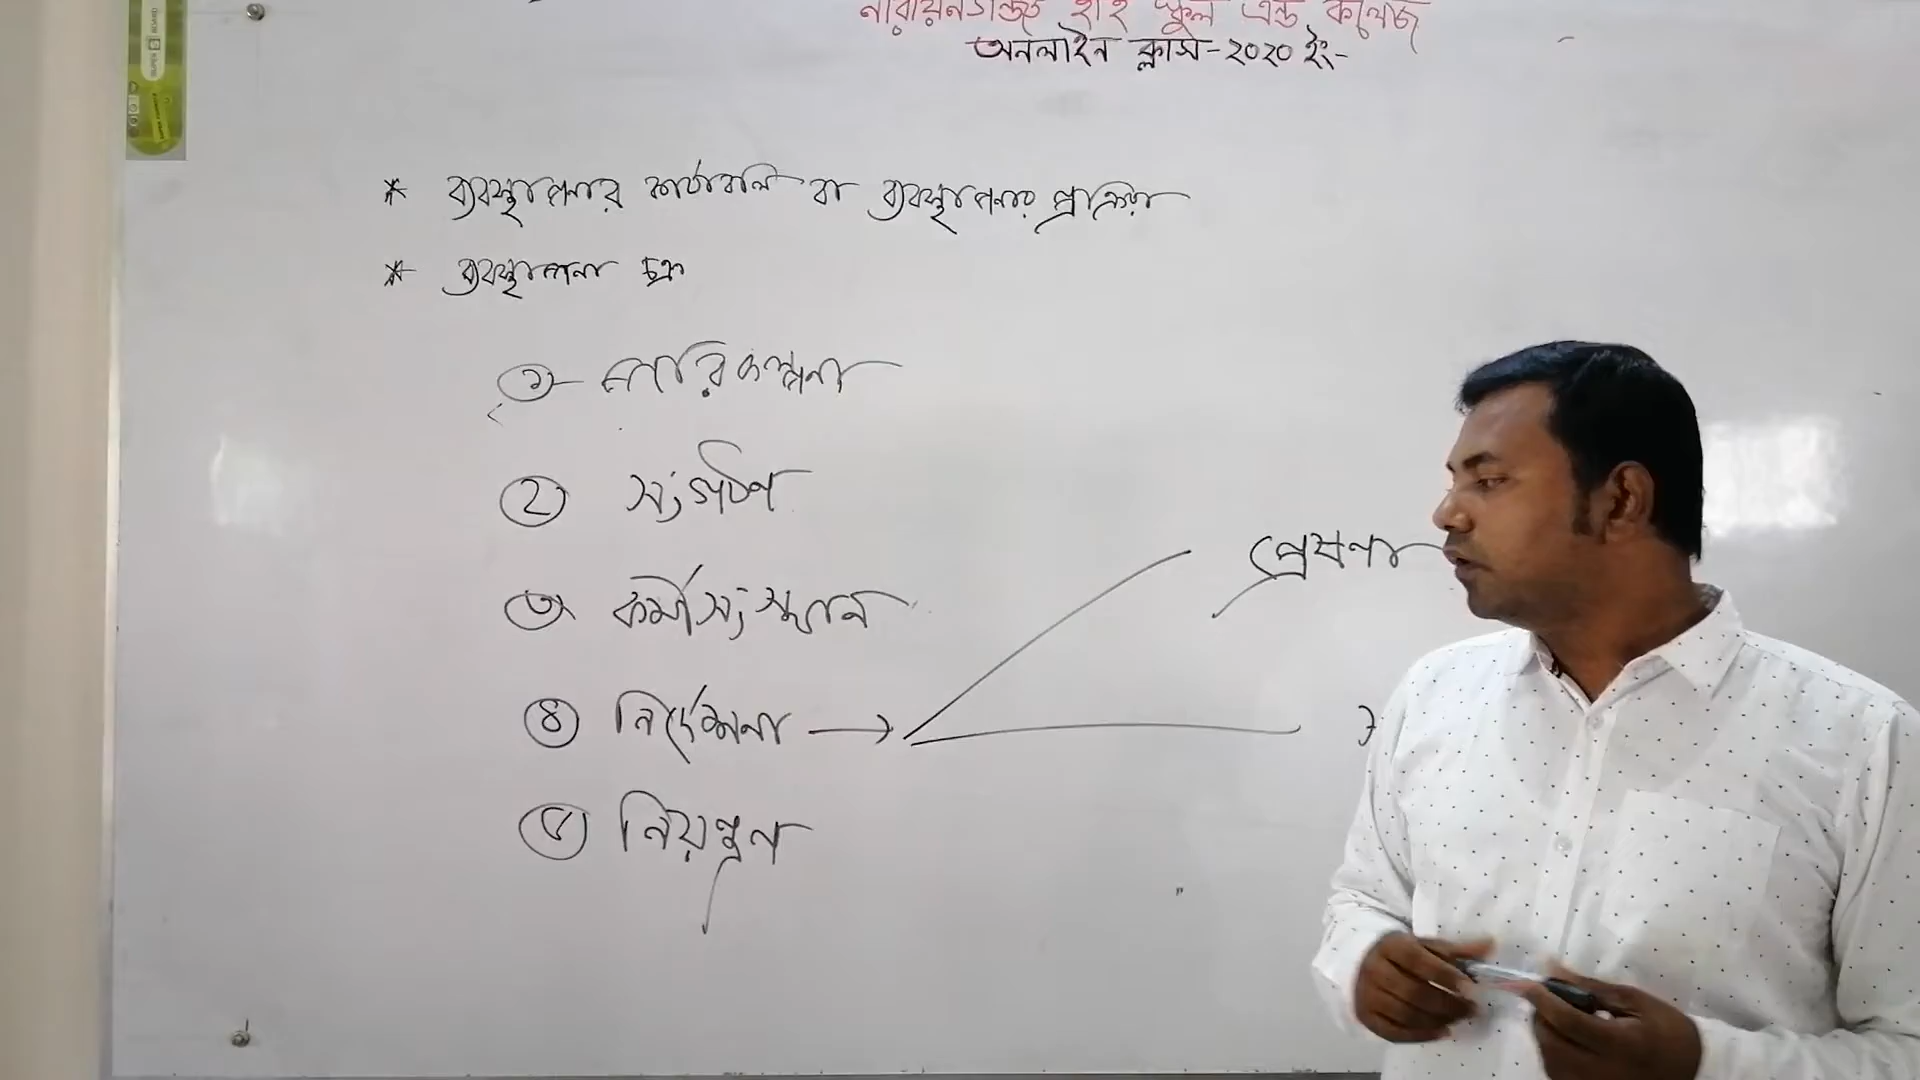 নারায়নগঞ্জ হাই স্কুল এন্ড কলেজ
অনলাইন ক্লাস-২০২০ ইং-
* ব্যবস্থাপনার কার্যাবলি বা ব্যবস্থাপনার প্রক্রিয়া
* ব্যবস্থাপনা চক্র
১ পরিকল্পনা
২ সংগঠন
৩ কর্মীসংস্থান
প্রেষণা
৪ নির্দেশনা →
৫ নিয়ন্ত্রণ